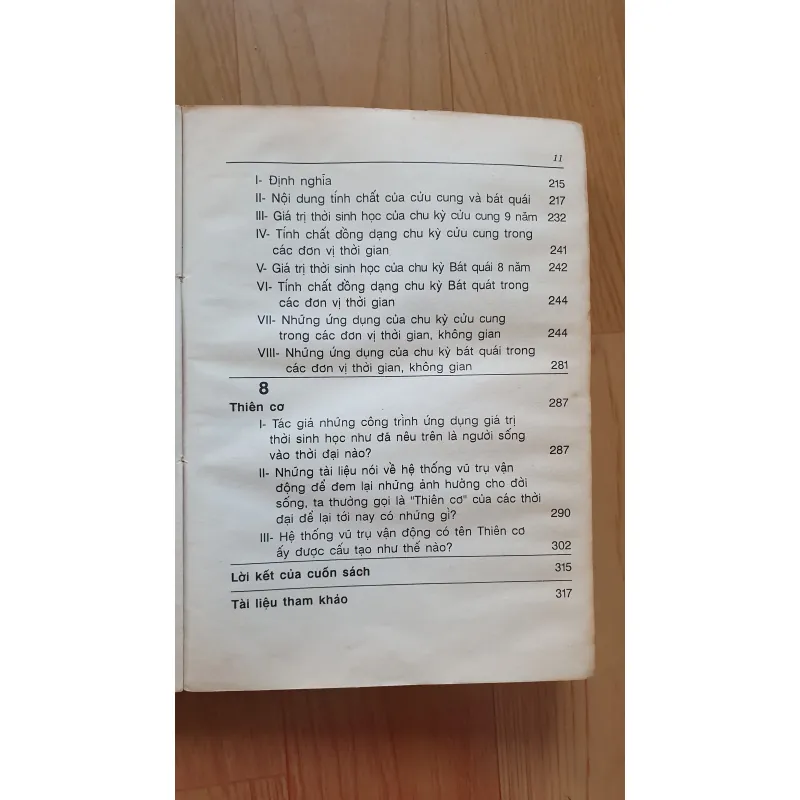 11
I- Định nghĩa 215
II- Nội dung tính chất của cửu cung và bát quái 217
III- Giá trị thời sinh học của chu kỳ cửu cung 9 năm 232
IV- Tính chất đồng dạng chu kỳ cửu cung trong
các đơn vị thời gian 241
V- Giá trị thời sinh học của chu kỳ Bát quái 8 năm 242
VI- Tính chất đồng dạng chu kỳ Bát quát trong
các đơn vị thời gian 244
VII- Những ứng dụng của chu kỳ cửu cung
trong các đơn vị thời gian, không gian 244
VIII- Những ứng dụng của chu kỳ bát quái trong
các đơn vị thời gian, không gian 281
8
Thiên cơ 287
I- Tác giả những công trình ứng dụng giá trị
thời sinh học như đã nêu trên là người sống
vào thời đại nào? 287
II- Những tài liệu nói về hệ thống vũ trụ vận
động để đem lại những ảnh hưởng cho đời
sống, ta thường gọi là "Thiên cơ" của các thời
đại để lại tới nay có những gì? 290
III- Hệ thống vũ trụ vận động có tên Thiên cơ
ấy được cấu tạo như thế nào? 302
Lời kết của cuốn sách 315
Tài liệu tham khảo 317